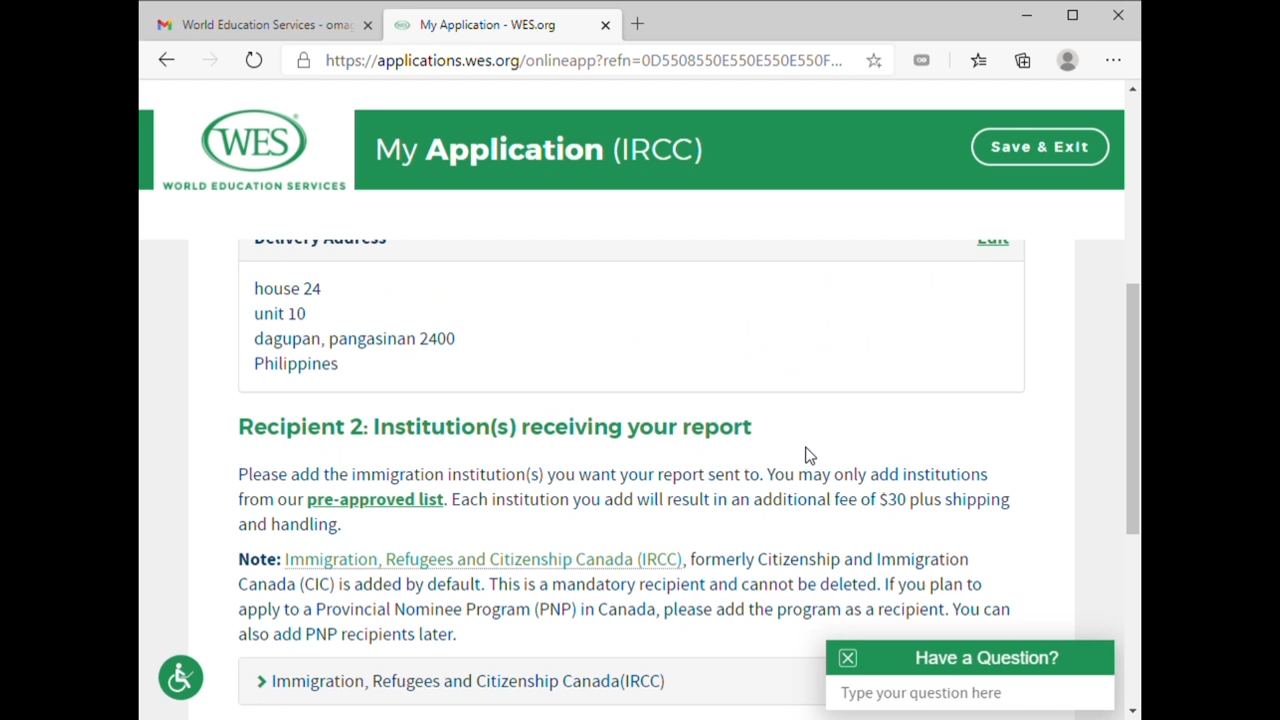 World Education Services - omag
My Application - WES.org
https://applications.wes.org/onlineapp?refn=0D5508550E550E550E550F...
WES
WORLD EDUCATION SERVICES
My Application (IRCC)
Save & Exit
Delivery Address
Edit
house 24
unit 10
dagupan, pangasinan 2400
Philippines
Recipient 2: Institution(s) receiving your report
Please add the immigration institution(s) you want your report sent to. You may only add institutions
from our pre-approved list. Each institution you add will result in an additional fee of $30 plus shipping
and handling.
Note: Immigration, Refugees and Citizenship Canada (IRCC), formerly Citizenship and Immigration
Canada (CIC) is added by default. This is a mandatory recipient and cannot be deleted. If you plan to
apply to a Provincial Nominee Program (PNP) in Canada, please add the program as a recipient. You can
also add PNP recipients later.
Immigration, Refugees and Citizenship Canada(IRCC)
Have a Question?
Type your question here